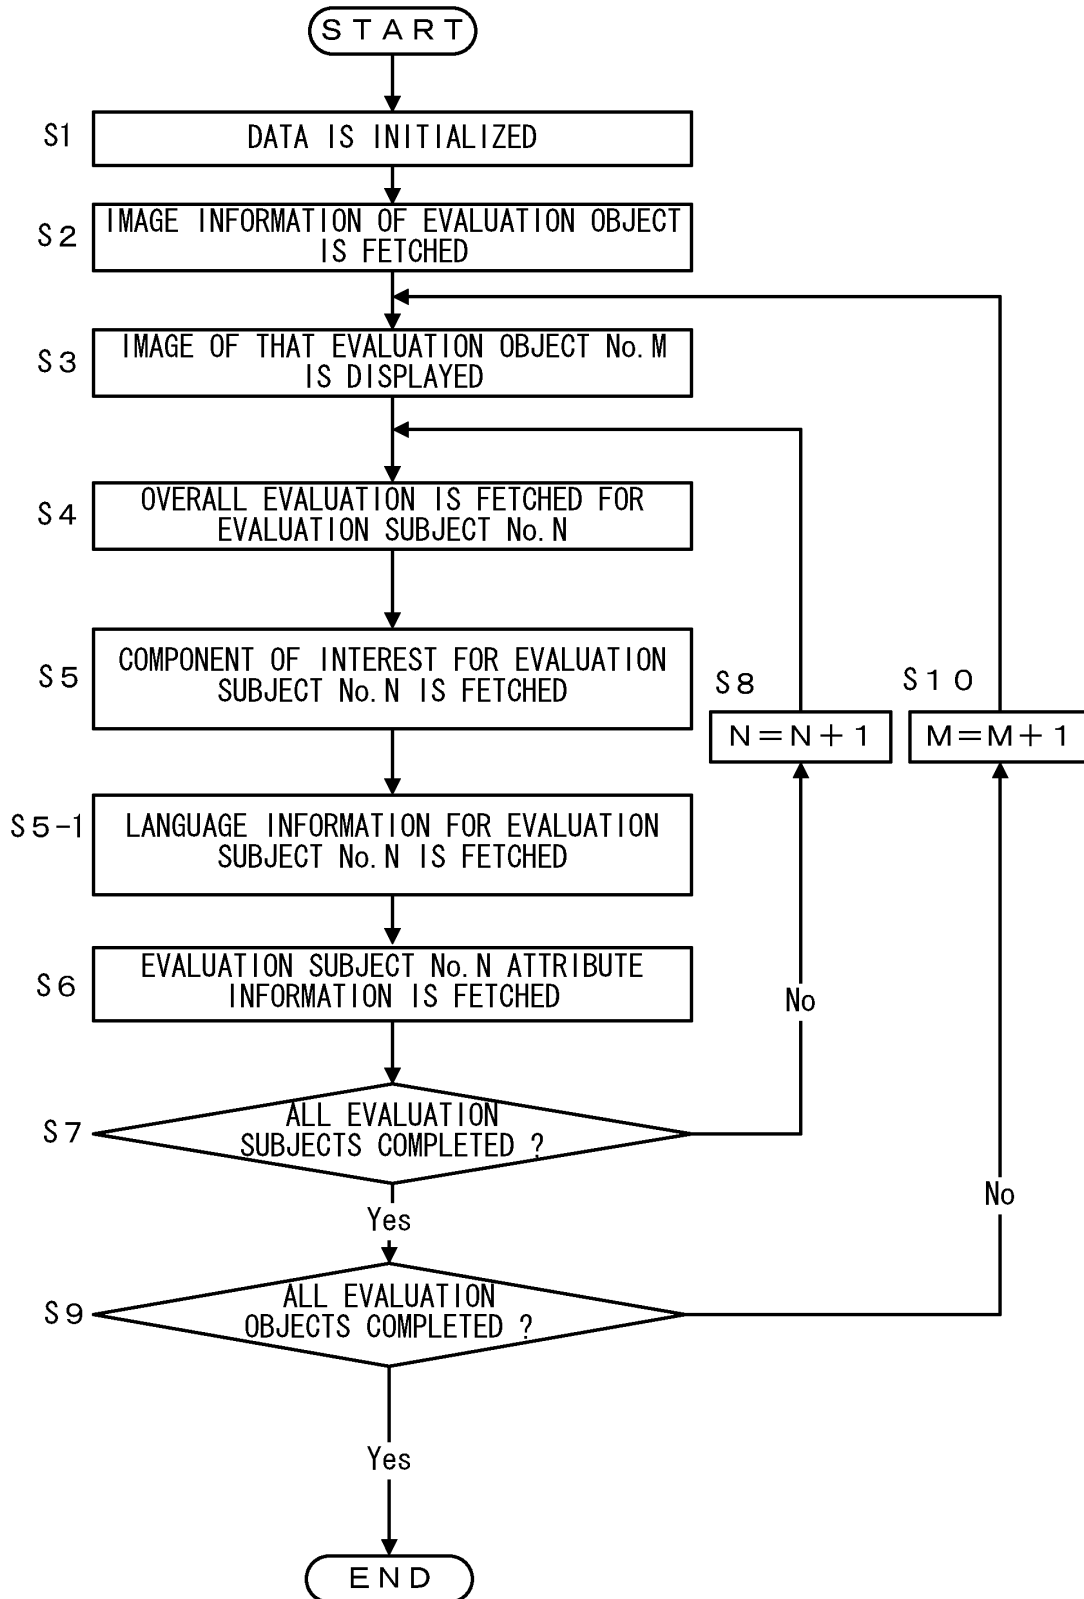 START
S1
DATA IS INITIALIZED
S2
IMAGE INFORMATION OF EVALUATION OBJECT
IS FETCHED
S3
IMAGE OF THAT EVALUATION OBJECT No.M
IS DISPLAYED
S4
OVERALL EVALUATION IS FETCHED FOR
EVALUATION SUBJECT No.N
S5
COMPONENT OF INTEREST FOR EVALUATION
SUBJECT No.N IS FETCHED
S8
N=N+1
S10
M=M+1
S5-1
LANGUAGE INFORMATION FOR EVALUATION
SUBJECT No.N IS FETCHED
S6
EVALUATION SUBJECT No.N ATTRIBUTE
INFORMATION IS FETCHED
No
S7
ALL EVALUATION
SUBJECTS COMPLETED ?
No
Yes
S9
ALL EVALUATION
OBJECTS COMPLETED ?
Yes
END